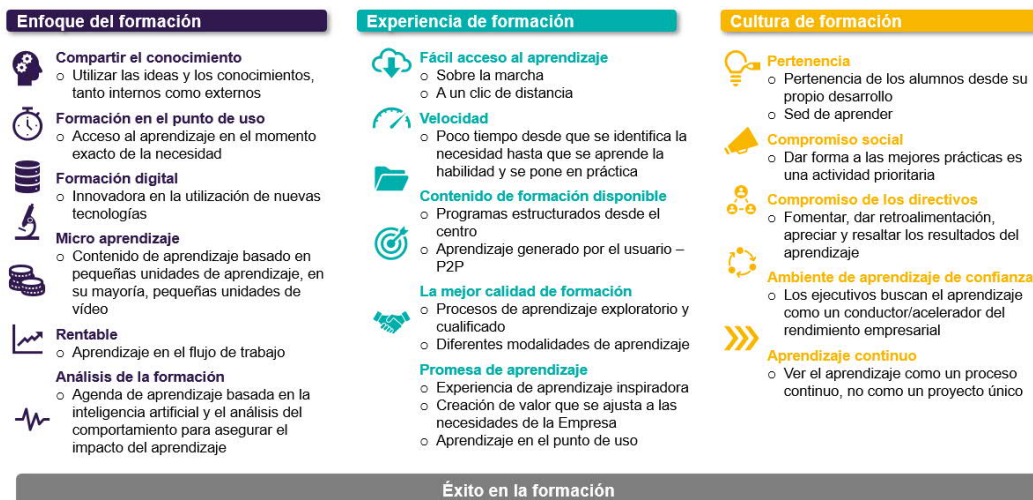 Enfoque del formación
Compartir el conocimiento
o Utilizar las ideas y los conocimientos,
tanto internos como externos
Formación en el punto de uso
o Acceso al aprendizaje en el momento
exacto de la necesidad
Formación digital
o Innovadora en la utilización de nuevas
tecnologías
Micro aprendizaje
o Contenido de aprendizaje basado en
pequeñas unidades de aprendizaje, en
su mayoría, pequeñas unidades de
vídeo
Rentable
o Aprendizaje en el flujo de trabajo
Análisis de la formación
o Agenda de aprendizaje basada en la
inteligencia artificial y el análisis del
comportamiento para asegurar el
impacto del aprendizaje
Experiencia de formación
Fácil acceso al aprendizaje
o Sobre la marcha
o A un clic de distancia
Velocidad
o Poco tiempo desde que se identifica la
necesidad hasta que se aprende la
habilidad y se pone en práctica
Contenido de formación disponible
o Programas estructurados desde el
centro
o Aprendizaje generado por el usuario –
P2P
La mejor calidad de formación
o Procesos de aprendizaje exploratorio y
cualificado
o Diferentes modalidades de aprendizaje
Promesa de aprendizaje
o Experiencia de aprendizaje inspiradora
o Creación de valor que se ajusta a las
necesidades de la Empresa
o Aprendizaje en el punto de uso
Cultura de formación
Pertenencia
o Pertenencia de los alumnos desde su
propio desarrollo
o Sed de aprender
Compromiso social
o Dar forma a las mejores prácticas es
una actividad prioritaria
Compromiso de los directivos
o Fomentar, dar retroalimentación,
apreciar y resaltar los resultados del
aprendizaje
Ambiente de aprendizaje de confianza
o Los ejecutivos buscan el aprendizaje
como un conductor/acelerador del
rendimiento empresarial
Aprendizaje continuo
o Ver el aprendizaje como un proceso
continuo, no como un proyecto único
Éxito en la formación